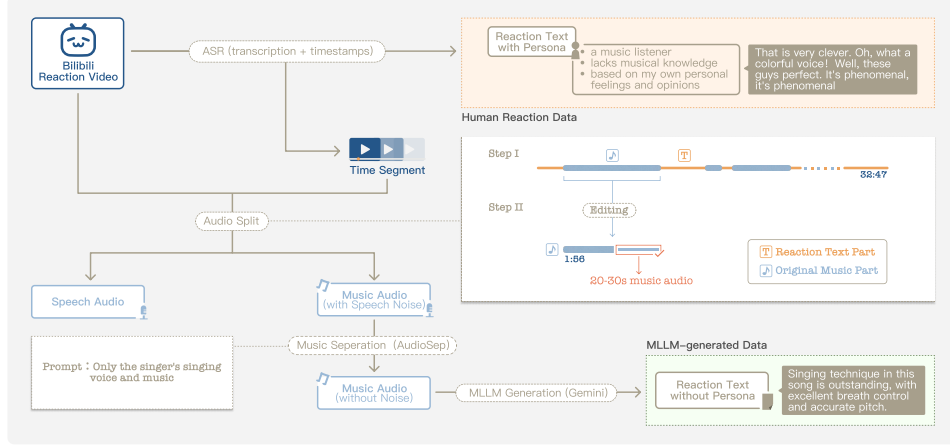 Bilibili
Reaction Video
ASR (transcription + timestamps)
Reaction Text
with Persona
• a music listener
• lacks musical knowledge
• based on my own personal
feelings and opinions
That is very clever. Oh, what a
colorful voice! Well, these
guys perfect. It's phenomenal,
it's phenomenal
Human Reaction Data
Time Segment
Step I
T
32:47
Step II
Editing
1:56
20-30s music audio
T Reaction Text Part
Original Music Part
Audio Split
Speech Audio
Music Audio
(with Speech Noise)
Music Seperation (AudioSep)
Prompt：Only the singer's singing
voice and music
Music Audio
(without Noise)
MLLM Generation (Gemini)
MLLM-generated Data
Reaction Text
without Persona
Singing technique in this
song is outstanding, with
excellent breath control
and accurate pitch.